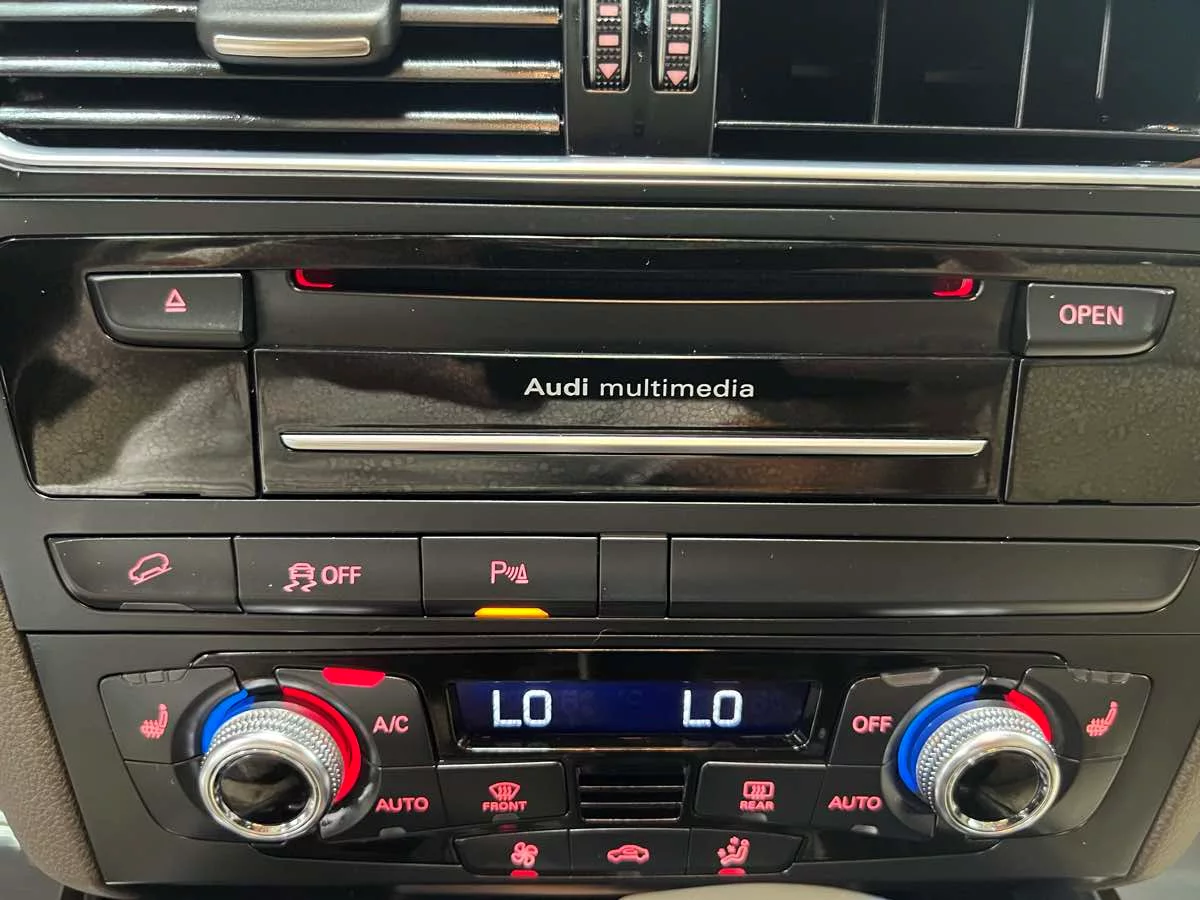 OPEN
Audi multimedia
OFF
P
LO LO
A/C
OFF
AUTO
FRONT
REAR
AUTO